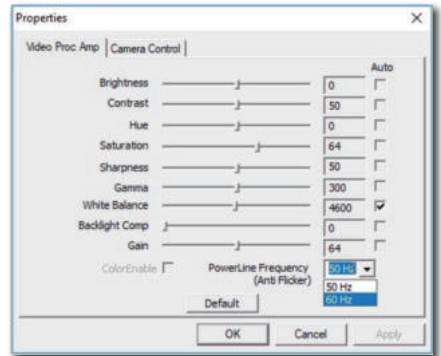 Properties
Video Proc Amp Camera Control
Auto
Brightness 0
Contrast 50
Hue 0
Saturation 64
Sharpness 50
Gamma 300
White Balance 4600
Backlight Comp 0
Gain 64
ColorEnable PowerLine Frequency 50 Hz
(Anti Flicker)
50 Hz
60 Hz
Default
OK Cancel Apply